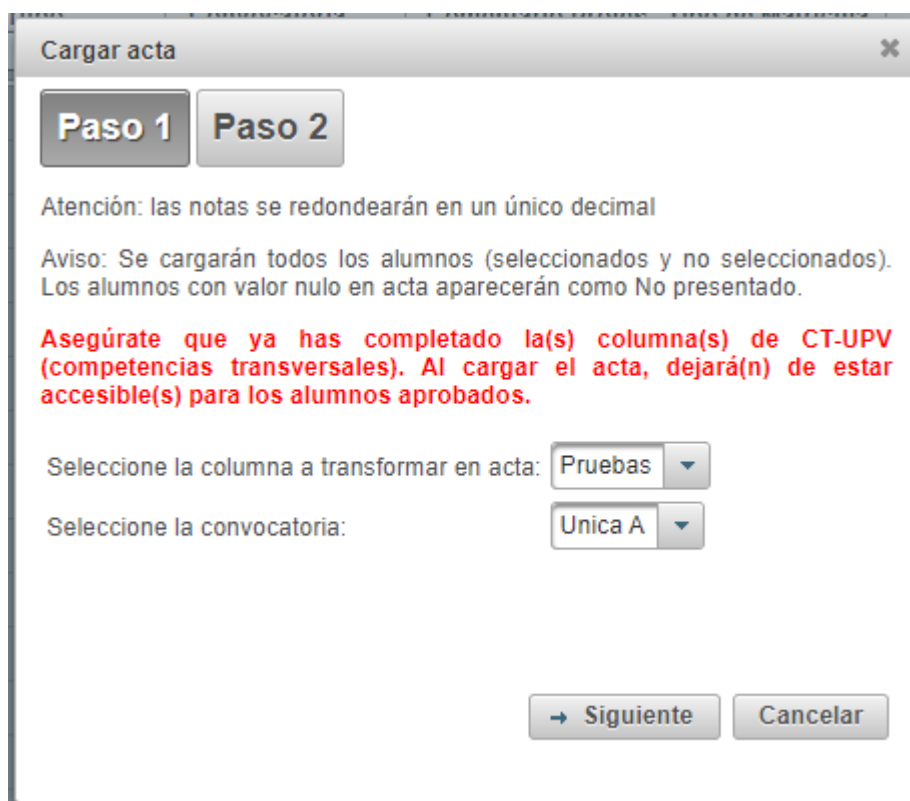 Cargar acta
Paso 1 Paso 2
Atención: las notas se redondearán en un único decimal
Aviso: Se cargarán todos los alumnos (seleccionados y no seleccionados).
Los alumnos con valor nulo en acta aparecerán como No presentado.
Asegúrate que ya has completado la(s) columna(s) de CT-UPV
(competencias transversales). Al cargar el acta, dejará(n) de estar
accesible(s) para los alumnos aprobados.
Seleccione la columna a transformar en acta: Pruebas
Seleccione la convocatoria: Unica A
Siguiente Cancelar